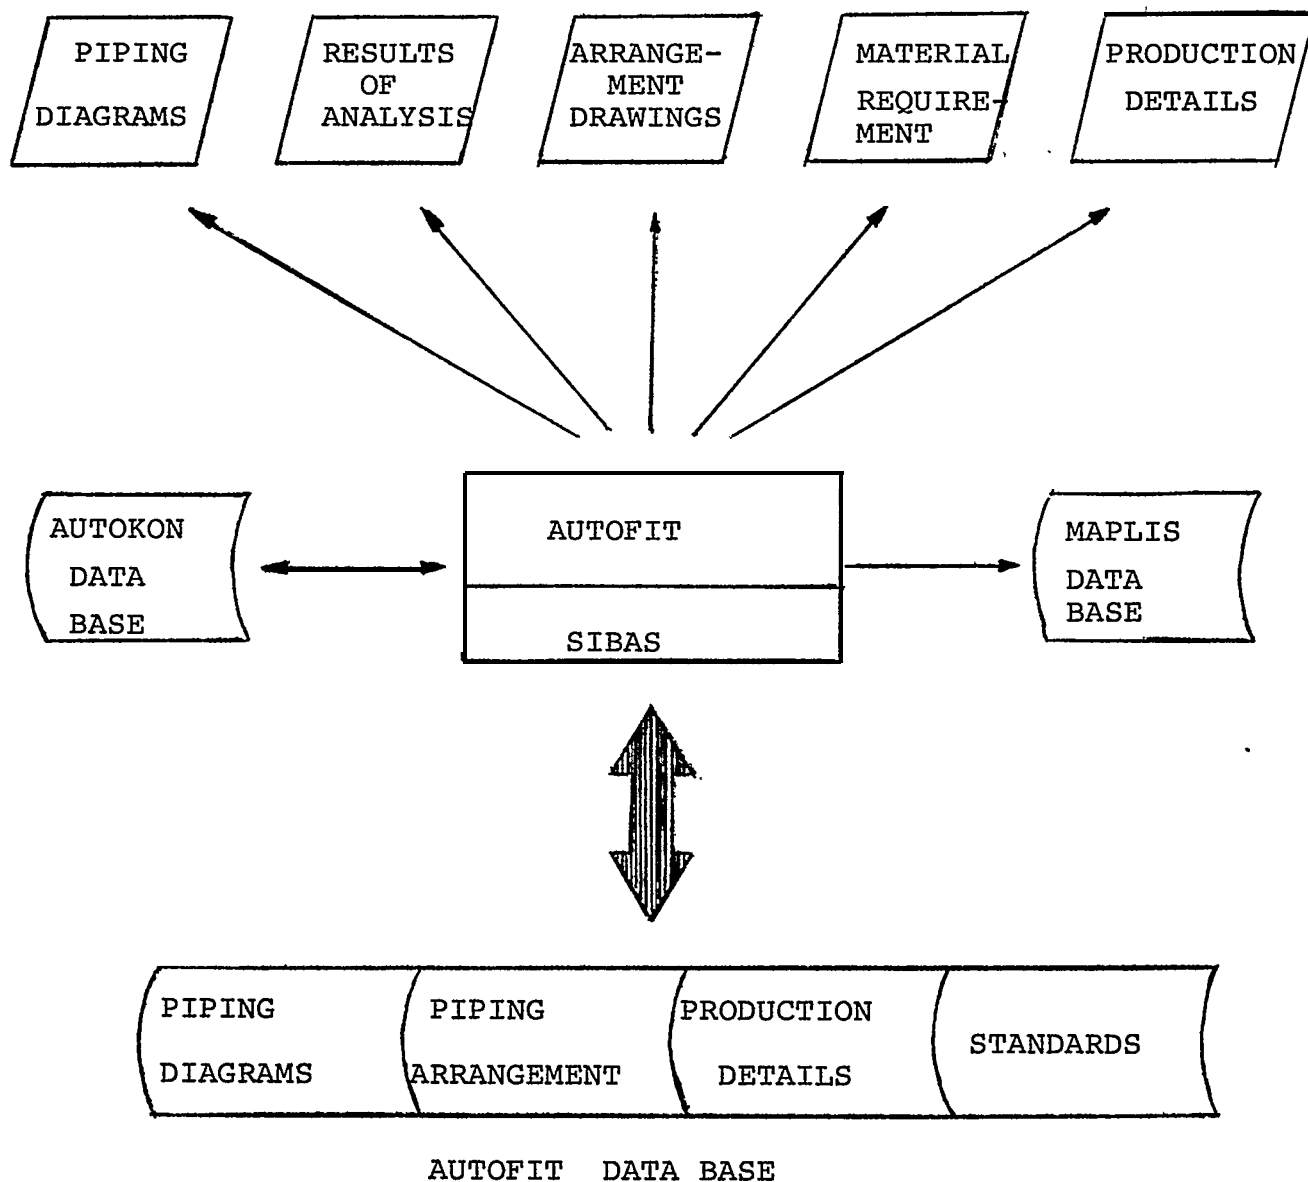 PIPING
DIAGRAMS
RESULTS
OF
ANALYSIS
ARRANGE-
MENT
DRAWINGS
MATERIAL
REQUIRE-
MENT
PRODUCTION
DETAILS
AUTOKON
DATA
BASE
AUTOFIT
SIBAS
MAPLIS
DATA
BASE
PIPING
DIAGRAMS
PIPING
ARRANGEMENT
PRODUCTION
DETAILS
STANDARDS
AUTOFIT DATA BASE